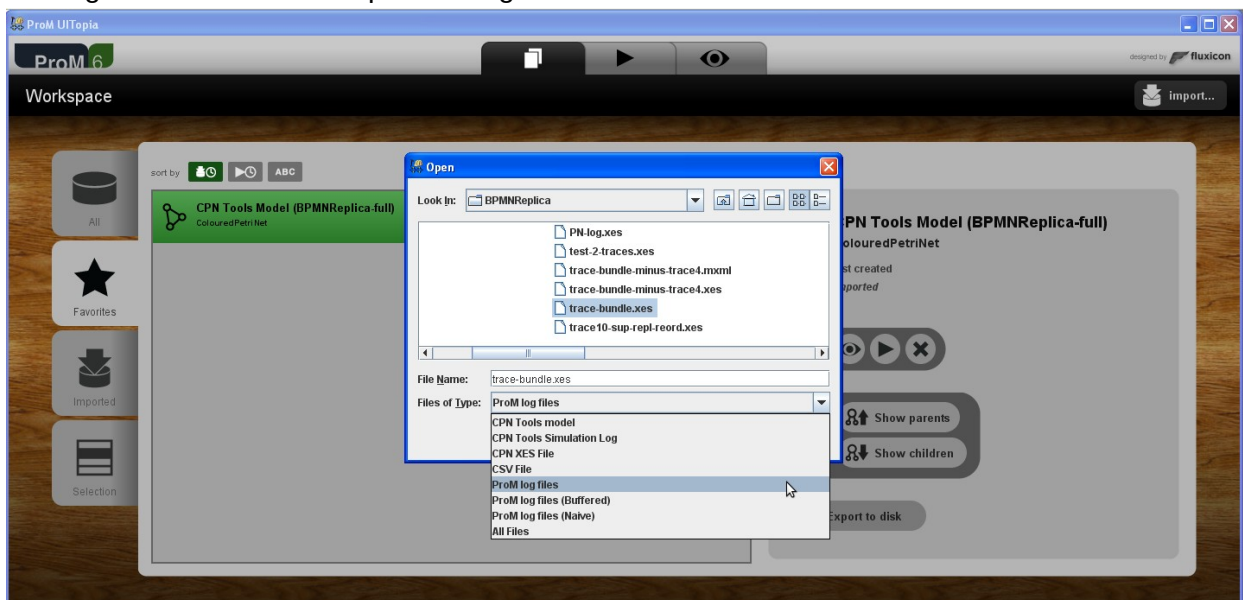 ProM UITopia
ProM 6
designed by fluxicon
Workspace
import...
All
Favorites
Imported
Selection
sort by ABC
CPN Tools Model (BPMNReplica-full)
ColouredPetriNet
Open
Look In: BPMNReplica
PN-log.xes
test-2-traces.xes
trace-bundle-minus-trace4.mxml
trace-bundle-minus-trace4.xes
trace-bundle.xes
trace10-sup-repl-reord.xes
File Name: trace-bundle.xes
Files of Type: ProM log files
CPN Tools model
CPN Tools Simulation Log
CPN XES File
CSV File
ProM log files
ProM log files (Buffered)
ProM log files (Naive)
All Files
PN Tools Model (BPMNReplica-full)
olouredPetriNet
st created
ported
Show parents
Show children
Export to disk